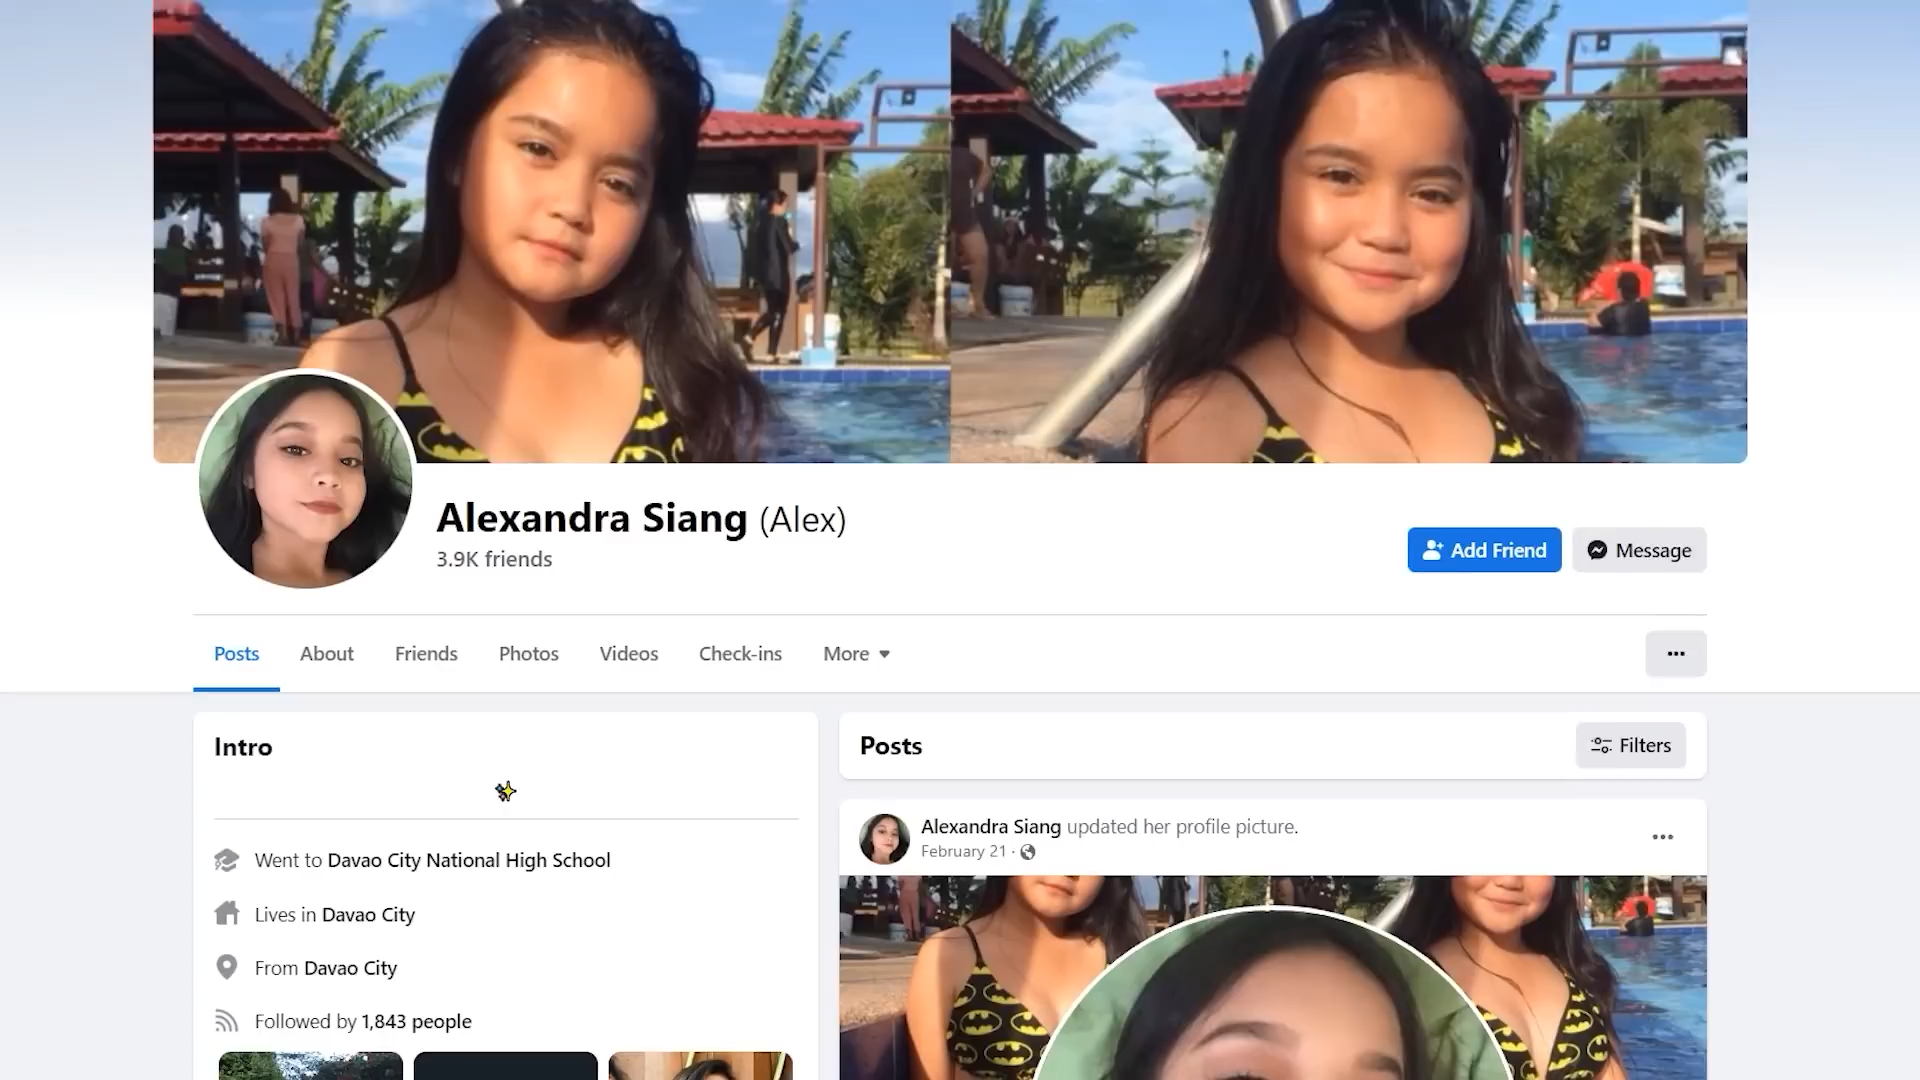 Alexandra Siang (Alex)
3.9K friends
Add Friend
Message
Posts
About
Friends
Photos
Videos
Check-ins
More
Intro
Went to Davao City National High School
Lives in Davao City
From Davao City
Followed by 1,843 people
Posts
Filters
Alexandra Siang updated her profile picture.
February 21 ·